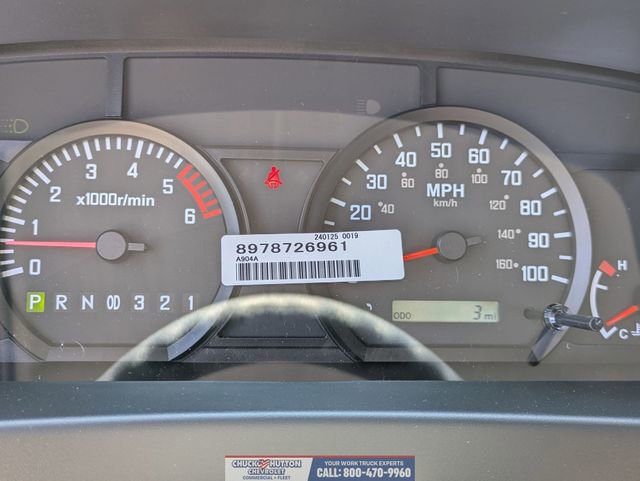 3 4
2 5
x1000r/min
1 6
0
P R N OD 3 2 1
240125 0019
8978726961
A904A
50
40 60
80
60 100
30 70
MPH
km/h
20 40 120 80
140 90
160 100
ODO 3 mi
H
C
CHUCK HUTTON
CHEVROLET
COMMERCIAL • FLEET
YOUR WORK TRUCK EXPERTS
CALL: 800-470-9960